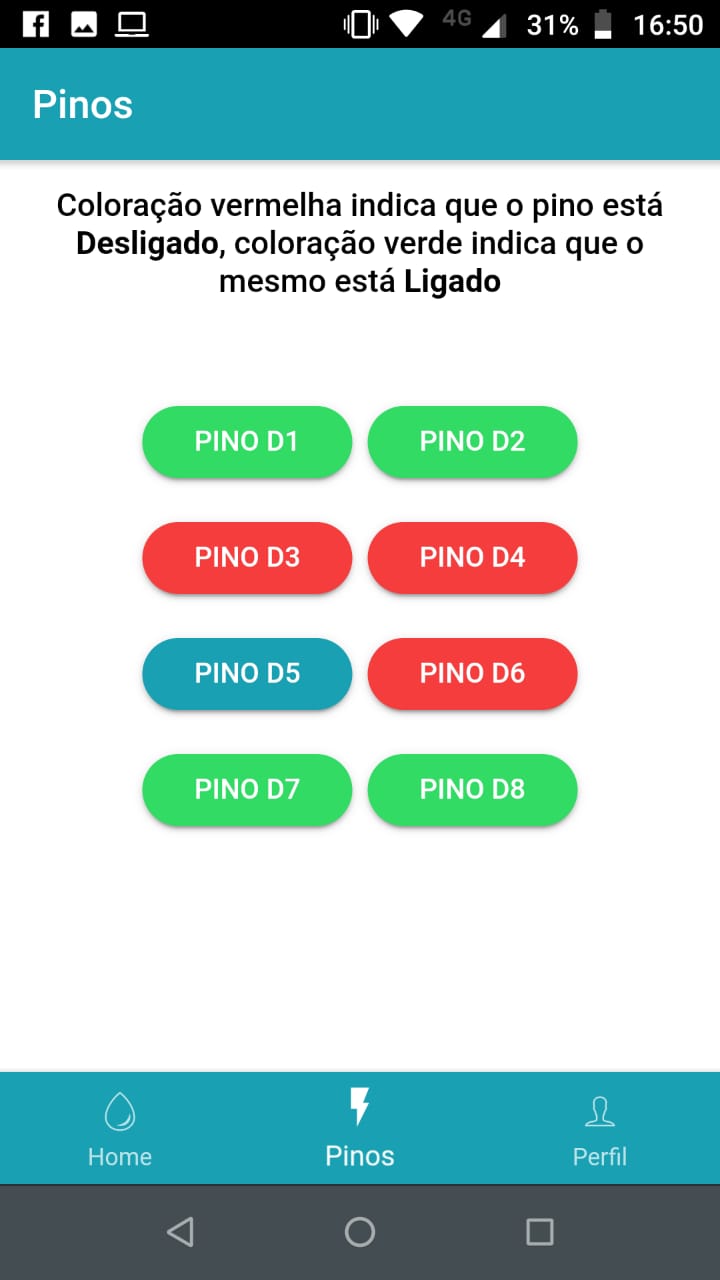 4G 31% 16:50
Pinos
Coloração vermelha indica que o pino está
Desligado, coloração verde indica que o
mesmo está Ligado
PINO D1 PINO D2
PINO D3 PINO D4
PINO D5 PINO D6
PINO D7 PINO D8
Home Pinos Perfil